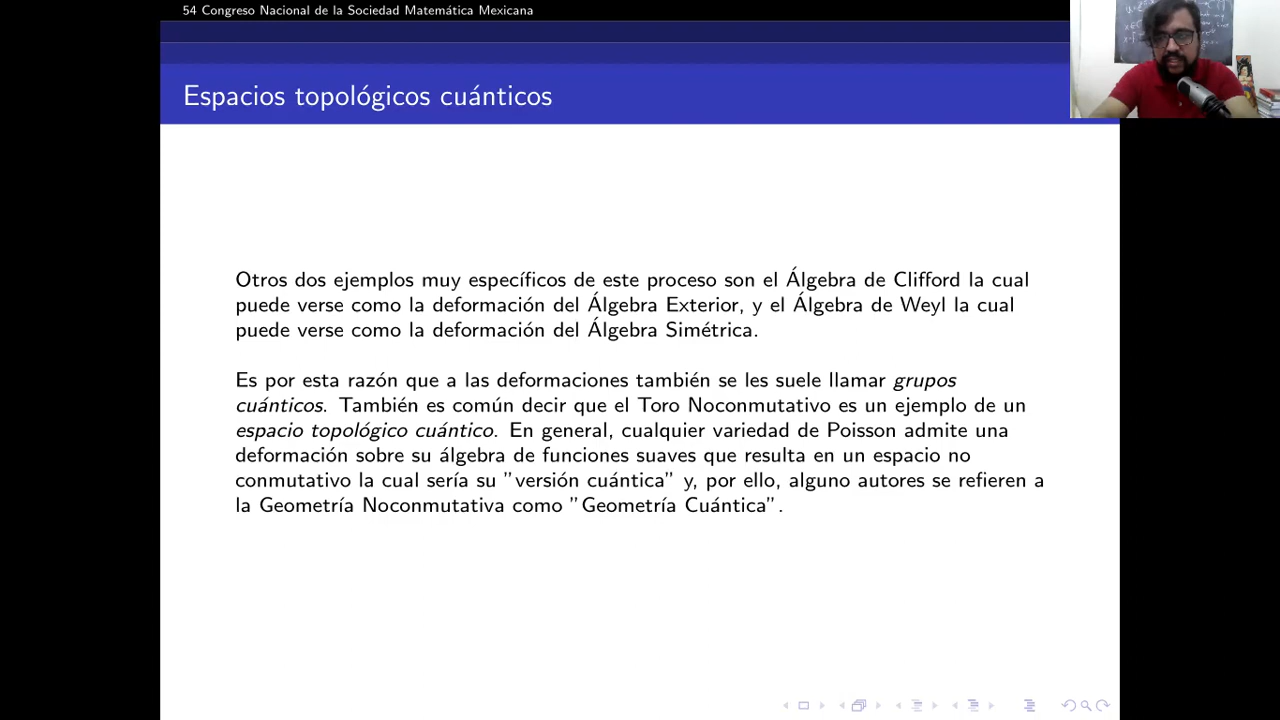 54 Congreso Nacional de la Sociedad Matemática Mexicana
Espacios topológicos cuánticos
Otros dos ejemplos muy específicos de este proceso son el Álgebra de Clifford la cual
puede verse como la deformación del Álgebra Exterior, y el Álgebra de Weyl la cual
puede verse como la deformación del Álgebra Simétrica.
Es por esta razón que a las deformaciones también se les suele llamar grupos
cuánticos. También es común decir que el Toro Noconmutativo es un ejemplo de un
espacio topológico cuántico. En general, cualquier variedad de Poisson admite una
deformación sobre su álgebra de funciones suaves que resulta en un espacio no
conmutativo la cual sería su ”versión cuántica” y, por ello, alguno autores se refieren a
la Geometría Noconmutativa como ”Geometría Cuántica”.